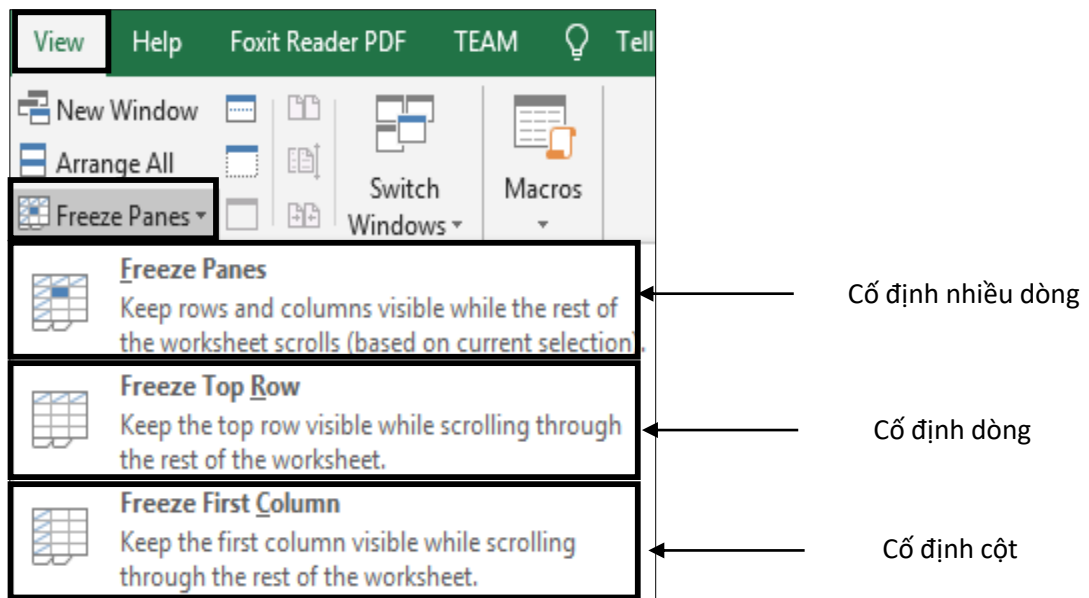 View Help Foxit Reader PDF TEAM Tell
New Window
Arrange All
Freeze Panes
Switch
Windows
Macros
Freeze Panes
Keep rows and columns visible while the rest of
the worksheet scrolls (based on current selection).
Cố định nhiều dòng
Freeze Top Row
Keep the top row visible while scrolling through
the rest of the worksheet.
Cố định dòng
Freeze First Column
Keep the first column visible while scrolling
through the rest of the worksheet.
Cố định cột